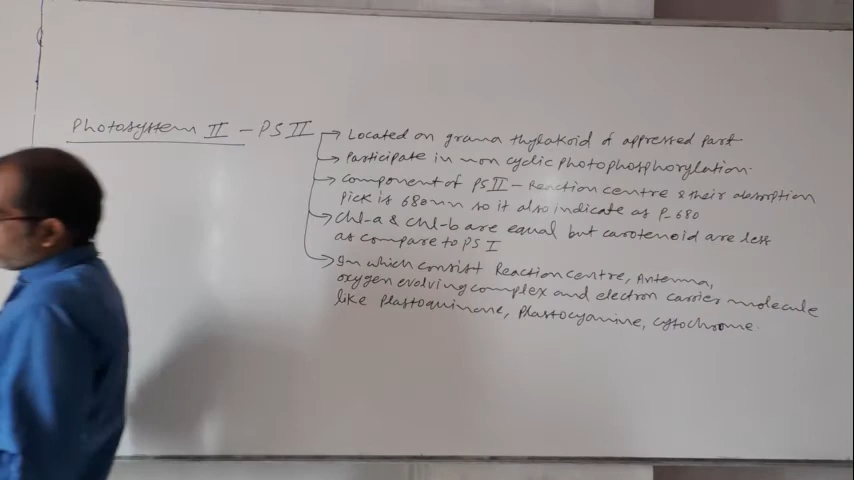 Photosystem II - PS II
Located on grana thylakoid of appressed part
Participate in non cyclic photophosphorylation.
Component of PS II - Reaction centre & their absorption
pick is 680nm so it also indicate as P-680
Chl-a & Chl-b are equal but carotenoid are less
as compare to PS I
In which consist Reaction centre, Antenna,
oxygen evolving complex and electron carrier molecule
like Plastoquinone, Plastocyanine, Cytochrome.